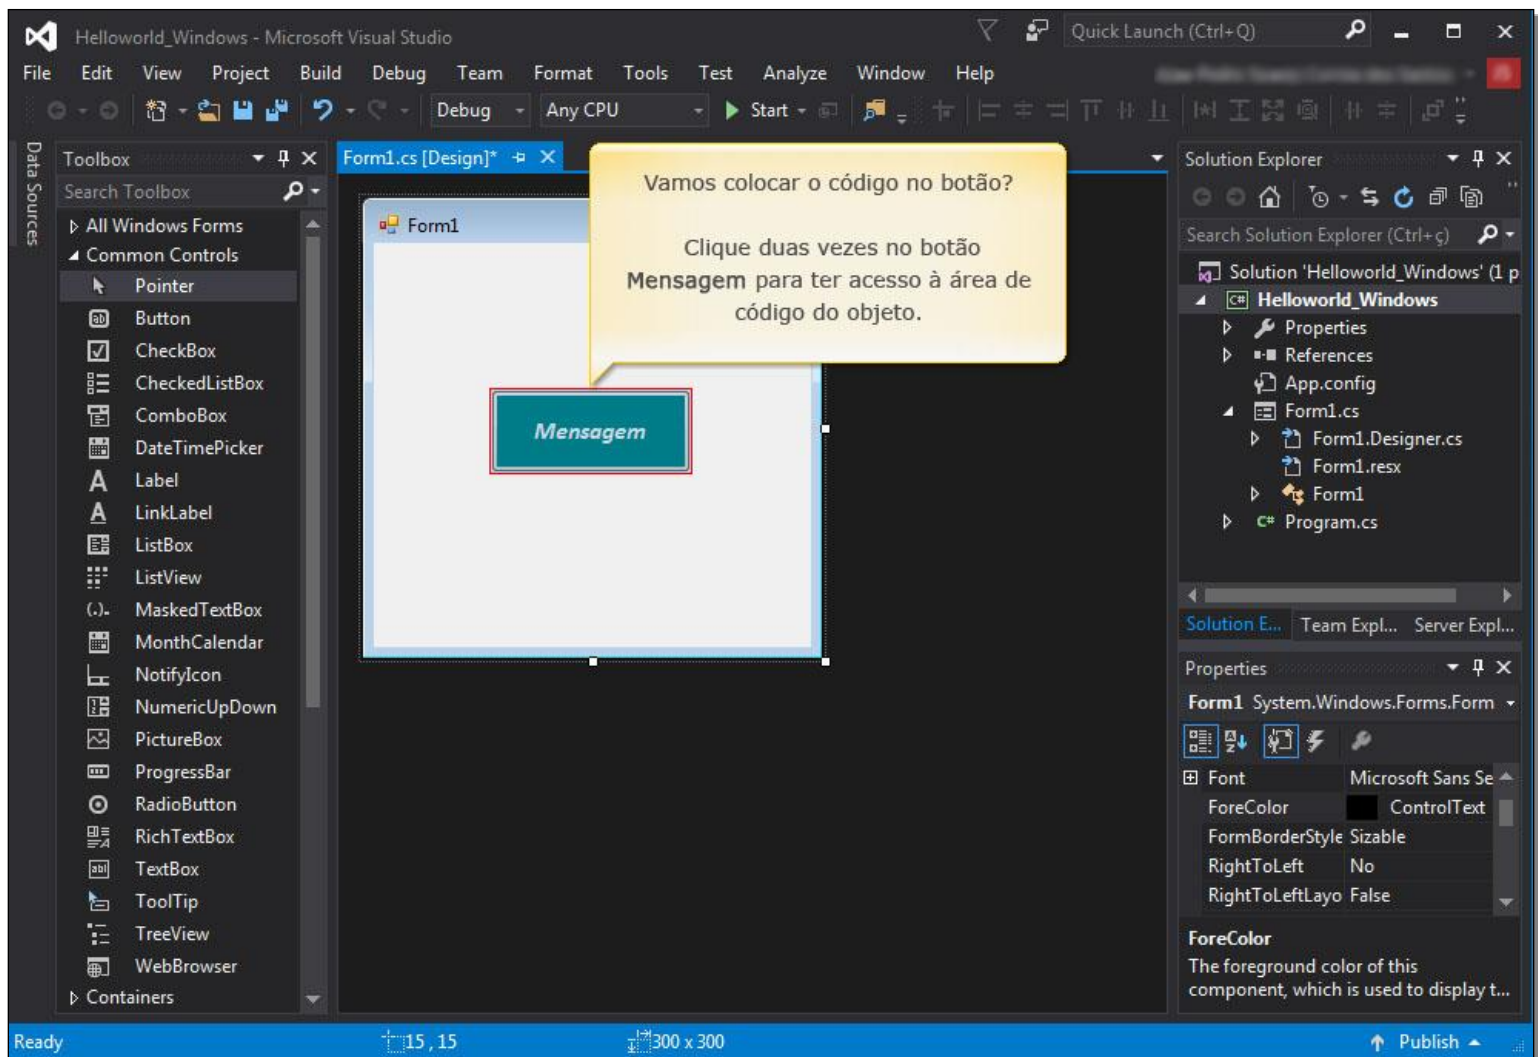 Helloworld_Windows - Microsoft Visual Studio
Quick Launch (Ctrl+Q)
File Edit View Project Build Debug Team Format Tools Test Analyze Window Help
Debug Any CPU Start
Data Sources
Toolbox
Search Toolbox
All Windows Forms
Common Controls
Pointer
Button
CheckBox
CheckedListBox
ComboBox
DateTimePicker
Label
LinkLabel
ListBox
ListView
MaskedTextBox
MonthCalendar
NotifyIcon
NumericUpDown
PictureBox
ProgressBar
RadioButton
RichTextBox
TextBox
ToolTip
TreeView
WebBrowser
Containers
Form1.cs [Design]*
Form1
Vamos colocar o código no botão?
Clique duas vezes no botão
Mensagem para ter acesso à área de
código do objeto.
Mensagem
Solution Explorer
Search Solution Explorer (Ctrl+ç)
Solution 'Helloworld_Windows' (1 p
Helloworld_Windows
Properties
References
App.config
Form1.cs
Form1.Designer.cs
Form1.resx
Form1
Program.cs
Solution E... Team Expl... Server Expl...
Properties
Form1 System.Windows.Forms.Form
Font Microsoft Sans Se
ForeColor ControlText
FormBorderStyle Sizable
RightToLeft No
RightToLeftLayo False
ForeColor
The foreground color of this
component, which is used to display t...
Ready 15 , 15 300 x 300 Publish